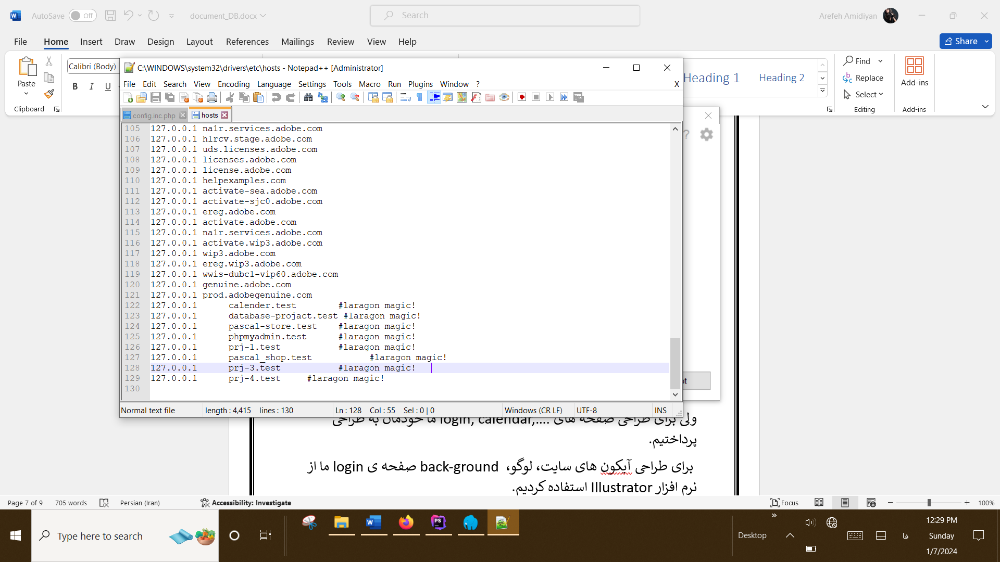 AutoSave Off document_DB.docx Search Arefeh Amidiyan
File Home Insert Draw Design Layout References Mailings Review View Help Share
Paste
Clipboard
Calibri (Body)
B I U
Heading 1 Heading 2
Find
Replace
Select
Editing
Add-ins
Add-ins
C:\WINDOWS\system32\drivers\etc\hosts - Notepad++ [Administrator]
File Edit Search View Encoding Language Settings Tools Macro Run Plugins Window ? X
config.inc.php hosts
105 127.0.0.1 na1r.services.adobe.com
106 127.0.0.1 hlrcv.stage.adobe.com
107 127.0.0.1 uds.licenses.adobe.com
108 127.0.0.1 licenses.adobe.com
109 127.0.0.1 license.adobe.com
110 127.0.0.1 helpexamples.com
111 127.0.0.1 activate-sea.adobe.com
112 127.0.0.1 activate-sjc0.adobe.com
113 127.0.0.1 ereg.adobe.com
114 127.0.0.1 activate.adobe.com
115 127.0.0.1 na1r.services.adobe.com
116 127.0.0.1 activate.wip3.adobe.com
117 127.0.0.1 wip3.adobe.com
118 127.0.0.1 ereg.wip3.adobe.com
119 127.0.0.1 wwis-dubc1-vip60.adobe.com
120 127.0.0.1 genuine.adobe.com
121 127.0.0.1 prod.adobegenuine.com
122 127.0.0.1 calender.test #laragon magic!
123 127.0.0.1 database-projact.test #laragon magic!
124 127.0.0.1 pascal-store.test #laragon magic!
125 127.0.0.1 phpmyadmin.test #laragon magic!
126 127.0.0.1 prj-1.test #laragon magic!
127 127.0.0.1 pascal_shop.test #laragon magic!
128 127.0.0.1 prj-3.test #laragon magic!
129 127.0.0.1 prj-4.test #laragon magic!
130
Normal text file length : 4,415 lines : 130 Ln : 128 Col : 55 Sel : 0 | 0 Windows (CR LF) UTF-8 INS
ولی برای طراحی صفحه های login, calendar,.... ما خودمان به طراحی
پرداختیم.
برای طراحی آیکون های سایت، لوگو، back-ground صفحه ی login ما از
نرم افزار Illustrator استفاده کردیم.
Page 7 of 9 705 words Persian (Iran) Accessibility: Investigate Focus 100%
Type here to search
Desktop
فا
12:29 PM
Sunday
1/7/2024